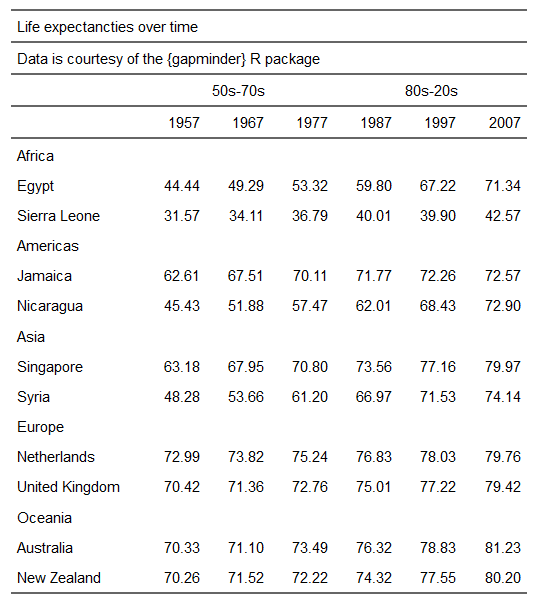 Life expectancies over time
Data is courtesy of the {gapminder} R package
50s-70s 80s-20s
1957 1967 1977 1987 1997 2007
Africa
Egypt 44.44 49.29 53.32 59.80 67.22 71.34
Sierra Leone 31.57 34.11 36.79 40.01 39.90 42.57
Americas
Jamaica 62.61 67.51 70.11 71.77 72.26 72.57
Nicaragua 45.43 51.88 57.47 62.01 68.43 72.90
Asia
Singapore 63.18 67.95 70.80 73.56 77.16 79.97
Syria 48.28 53.66 61.20 66.97 71.53 74.14
Europe
Netherlands 72.99 73.82 75.24 76.83 78.03 79.76
United Kingdom 70.42 71.36 72.76 75.01 77.22 79.42
Oceania
Australia 70.33 71.10 73.49 76.32 78.83 81.23
New Zealand 70.26 71.52 72.22 74.32 77.55 80.20